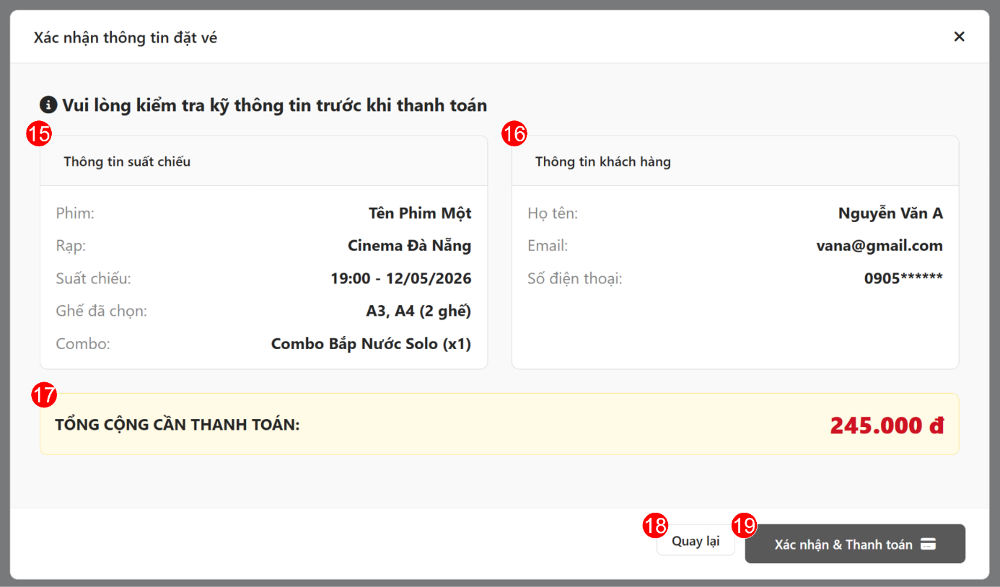 Xác nhận thông tin đặt vé
Vui lòng kiểm tra kỹ thông tin trước khi thanh toán
15
Thông tin suất chiếu
Phim: Tên Phim Một
Rạp: Cinema Đà Nẵng
Suất chiếu: 19:00 - 12/05/2026
Ghế đã chọn: A3, A4 (2 ghế)
Combo: Combo Bắp Nước Solo (x1)
16
Thông tin khách hàng
Họ tên: Nguyễn Văn A
Email: vana@gmail.com
Số điện thoại: 0905******
17
TỔNG CỘNG CẦN THANH TOÁN: 245.000 đ
18
Quay lại
19
Xác nhận & Thanh toán